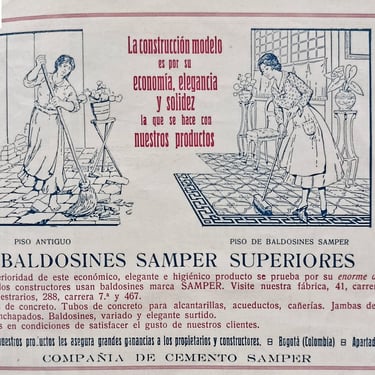 La construcción modelo
es por su
economía, elegancia
y solidez
la que se hace con
nuestros productos
PISO ANTIGUO
PISO DE BALDOSINES SAMPER
BALDOSINES SAMPER SUPERIORES
erioridad de este económico, elegante e higiénico producto se prueba por su enorme
los constructores usan baldosines marca SAMPER. Visite nuestra fábrica, 41, carre
estrarios, 288, carrera 7.ª y 467.
de concreto. Tubos de concreto para alcantarillas, acueductos, cañerías. Jambas de
nchapados. Baldosines, variado y elegante surtido.
s en condiciones de satisfacer el gusto de nuestros clientes.
nuestros productos les asegura grandes ganancias a los propietarios y constructores. Bogotá (Colombia) Apartad
COMPAÑIA DE CEMENTO SAMPER